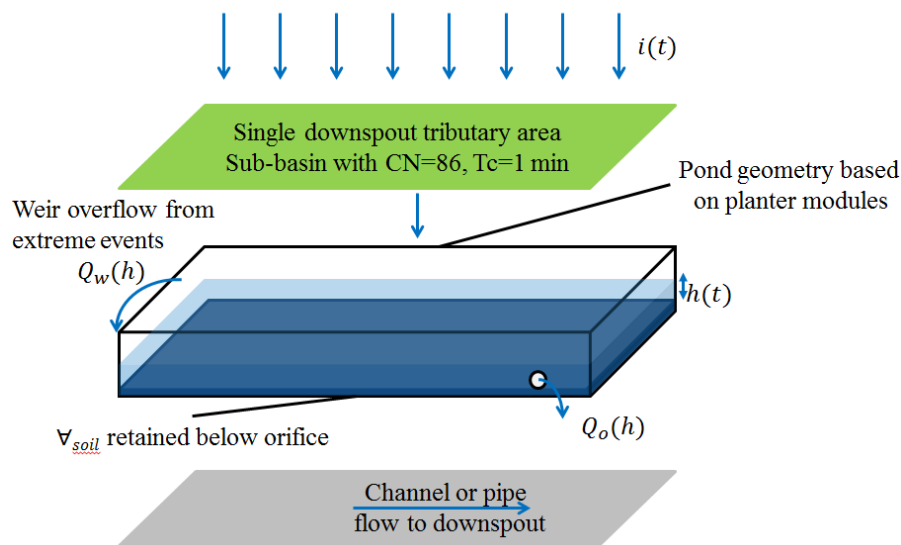 i(t)
Single downspout tributary area
Sub-basin with CN=86, Tc=1 min
Pond geometry based
on planter modules
Weir overflow from
extreme events
Q_w(h)
h(t)
∀_soil retained below orifice
Q_o(h)
Channel or pipe
flow to downspout